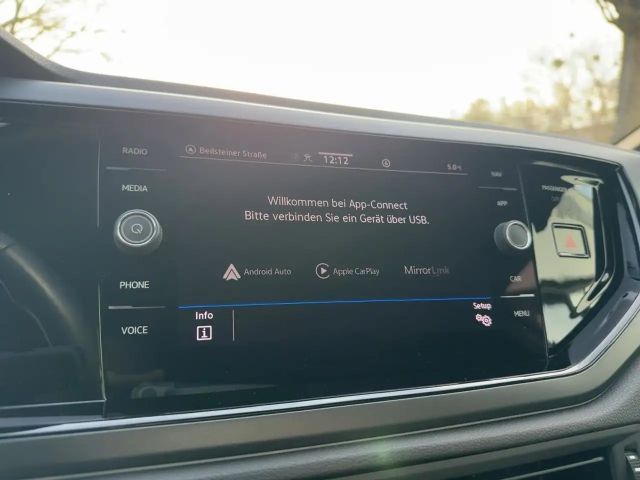 RADIO
MEDIA
PHONE
VOICE
Beilsteiner Straße
12:12
Willkommen bei App-Connect
Bitte verbinden Sie ein Gerät über USB.
Android Auto
Apple CarPlay
MirrorLink
Info
Setup
NAV
APP
CAR
MENU
PASSENGER